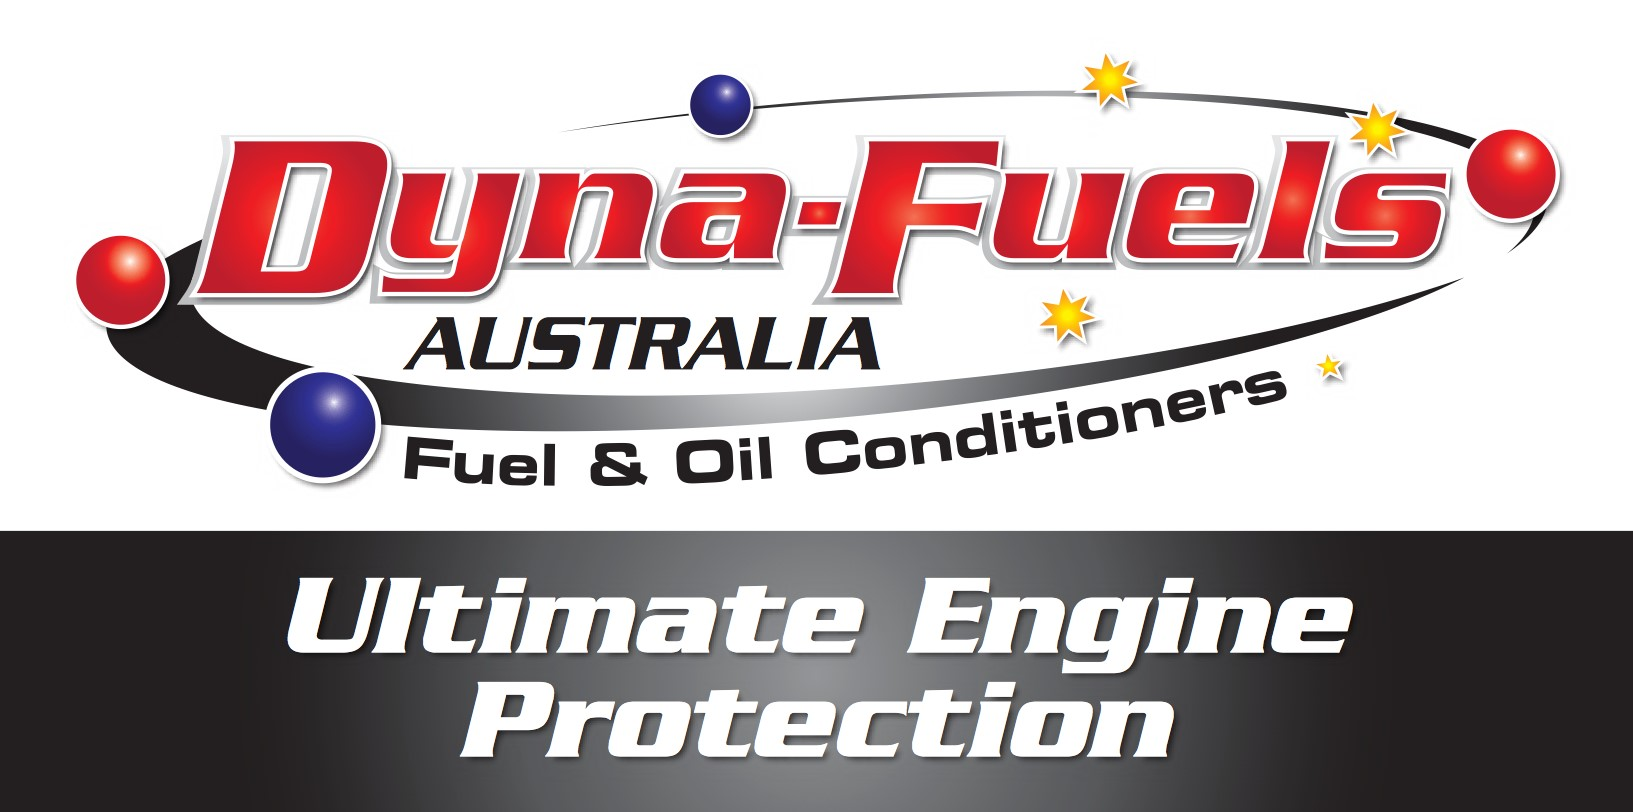 Dyna-Fuels
AUSTRALIA
Fuel & Oil Conditioners
Ultimate Engine
Protection